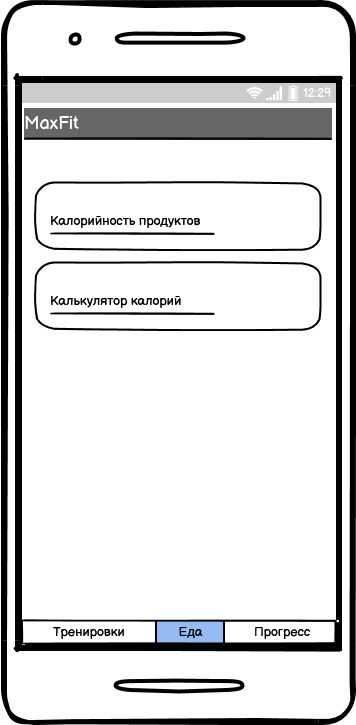 12:29
MaxFit
Калорийность продуктов
Калькулятор калорий
Тренировки Еда Прогресс